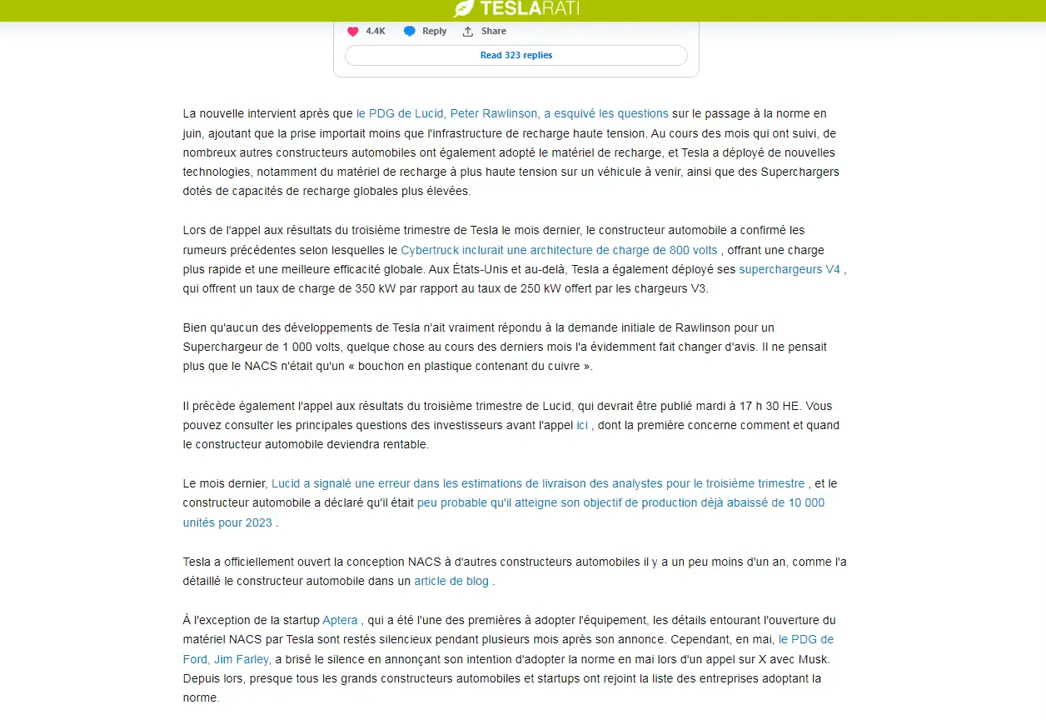 TESLARATI
4.4K Reply Share
Read 323 replies
La nouvelle intervient après que le PDG de Lucid, Peter Rawlinson, a esquivé les questions sur le passage à la norme en
juin, ajoutant que la prise importait moins que l'infrastructure de recharge haute tension. Au cours des mois qui ont suivi, de
nombreux autres constructeurs automobiles ont également adopté le matériel de recharge, et Tesla a déployé de nouvelles
technologies, notamment du matériel de recharge à plus haute tension sur un véhicule à venir, ainsi que des Superchargers
dotés de capacités de recharge globales plus élevées.
Lors de l'appel aux résultats du troisième trimestre de Tesla le mois dernier, le constructeur automobile a confirmé les
rumeurs précédentes selon lesquelles le Cybertruck inclurait une architecture de charge de 800 volts , offrant une charge
plus rapide et une meilleure efficacité globale. Aux États-Unis et au-delà, Tesla a également déployé ses superchargeurs V4 ,
qui offrent un taux de charge de 350 kW par rapport au taux de 250 kW offert par les chargeurs V3.
Bien qu'aucun des développements de Tesla n'ait vraiment répondu à la demande initiale de Rawlinson pour un
Supercharger de 1 000 volts, quelque chose au cours des derniers mois l'a évidemment fait changer d'avis. Il ne pensait
plus que le NACS n'était qu'un « bouchon en plastique contenant du cuivre ».
Il précède également l'appel aux résultats du troisième trimestre de Lucid, qui devrait être publié mardi à 17 h 30 HE. Vous
pouvez consulter les principales questions des investisseurs avant l'appel ici , dont la première concerne comment et quand
le constructeur automobile deviendra rentable.
Le mois dernier, Lucid a signalé une erreur dans les estimations de livraison des analystes pour le troisième trimestre , et le
constructeur automobile a déclaré qu'il était peu probable qu'il atteigne son objectif de production déjà abaissé de 10 000
unités pour 2023 .
Tesla a officiellement ouvert la conception NACS à d'autres constructeurs automobiles il y a un peu moins d'un an, comme l'a
détaillé le constructeur automobile dans un article de blog .
À l'exception de la startup Aptera , qui a été l'une des premières à adopter l'équipement, les détails entourant l'ouverture du
matériel NACS par Tesla sont restés silencieux pendant plusieurs mois après son annonce. Cependant, en mai, le PDG de
Ford, Jim Farley, a brisé le silence en annonçant son intention d'adopter la norme en mai lors d'un appel sur X avec Musk.
Depuis lors, presque tous les grands constructeurs automobiles et startups ont rejoint la liste des entreprises adoptant la
norme.